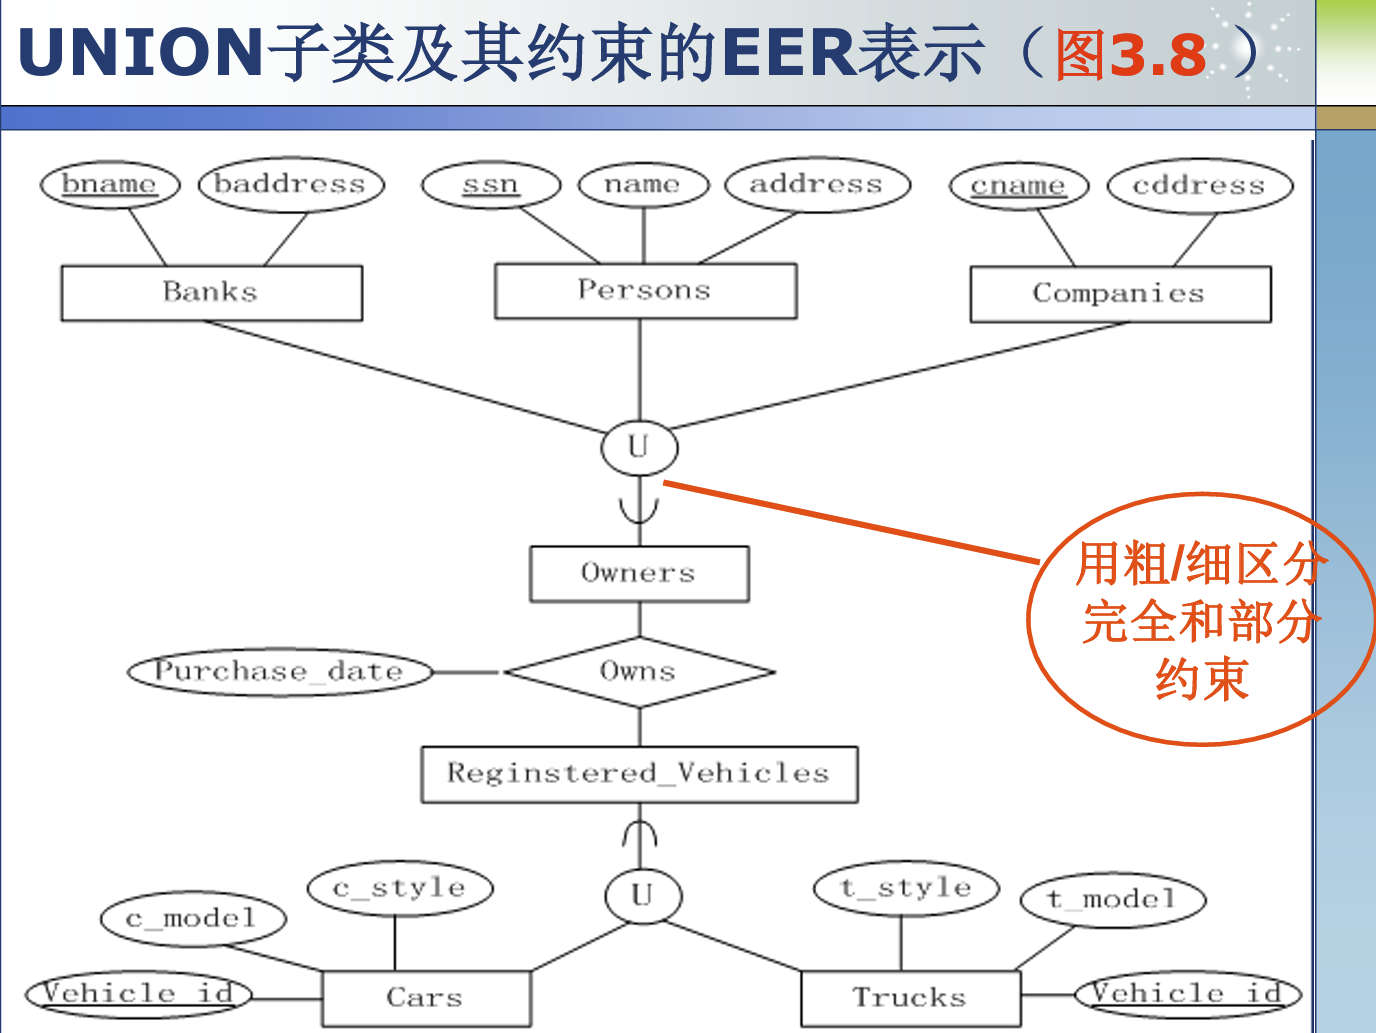 UNION子类及其约束的EER表示（图3.8 ）
bname baddress ssn name address cname cddress
Banks Persons Companies
U
Owners
用粗/细区分
完全和部分
约束
Purchase_date Owns
Reginstered_Vehicles
c_style U t_style
c_model t_model
Vehicle_id Cars Trucks Vehicle_id